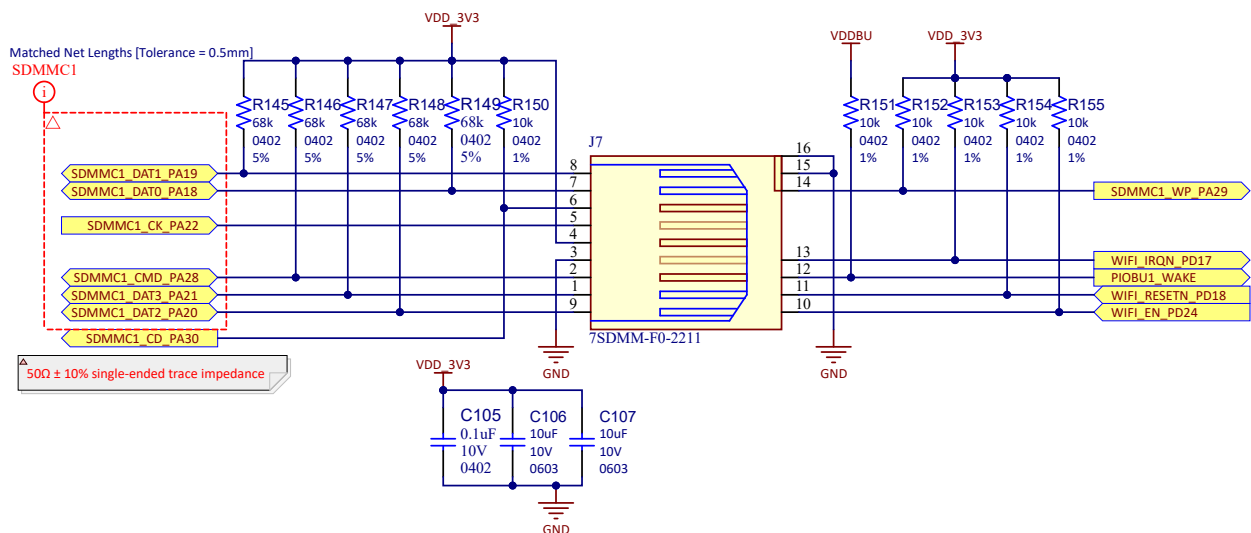 VDD_3V3
VDDBU
VDD_3V3
Matched Net Lengths [Tolerance = 0.5mm]
SDMMC1
i
R145
68k
0402
5%
R146
68k
0402
5%
R147
68k
0402
5%
R148
68k
0402
5%
R149
68k
0402
5%
R150
10k
0402
1%
R151
10k
0402
1%
R152
10k
0402
1%
R153
10k
0402
1%
R154
10k
0402
1%
R155
10k
0402
1%
J7
SDMMC1_DAT1_PA19
SDMMC1_DAT0_PA18
SDMMC1_CK_PA22
SDMMC1_CMD_PA28
SDMMC1_DAT3_PA21
SDMMC1_DAT2_PA20
SDMMC1_CD_PA30
8
7
6
5
4
3
2
1
9
16
15
14
13
12
11
10
SDMMC1_WP_PA29
WIFI_IRQN_PD17
PIOBU1_WAKE
WIFI_RESETN_PD18
WIFI_EN_PD24
7SDMM-F0-2211
GND
GND
50Ω ± 10% single-ended trace impedance
VDD_3V3
C105
0.1uF
10V
0402
C106
10uF
10V
0603
C107
10uF
10V
0603
GND